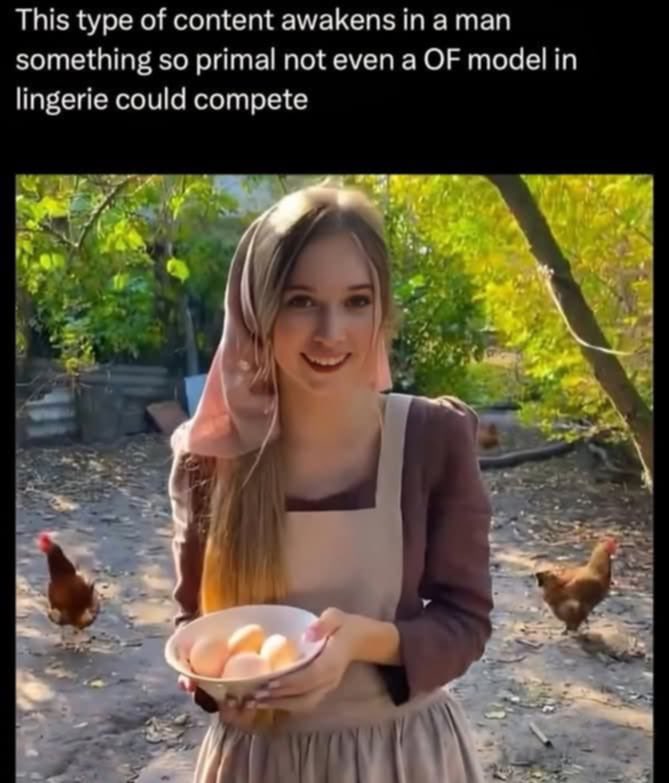 This type of content awakens in a man
something so primal not even a OF model in
lingerie could compete